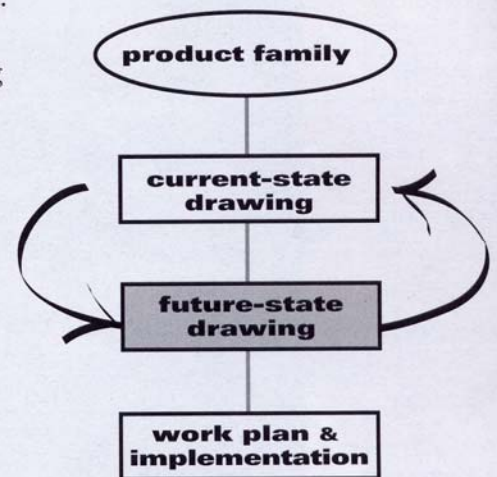 product family
current-state
drawing
future-state
drawing
work plan &
implementation